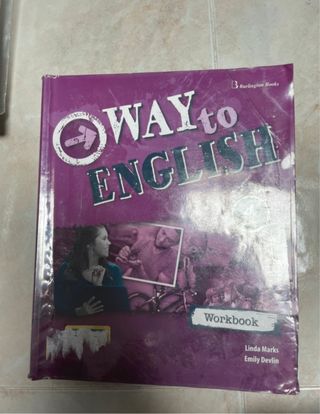 B Burlington Books
WAY to
ENGLISH
Workbook
Linda Marks
Emily Devlin